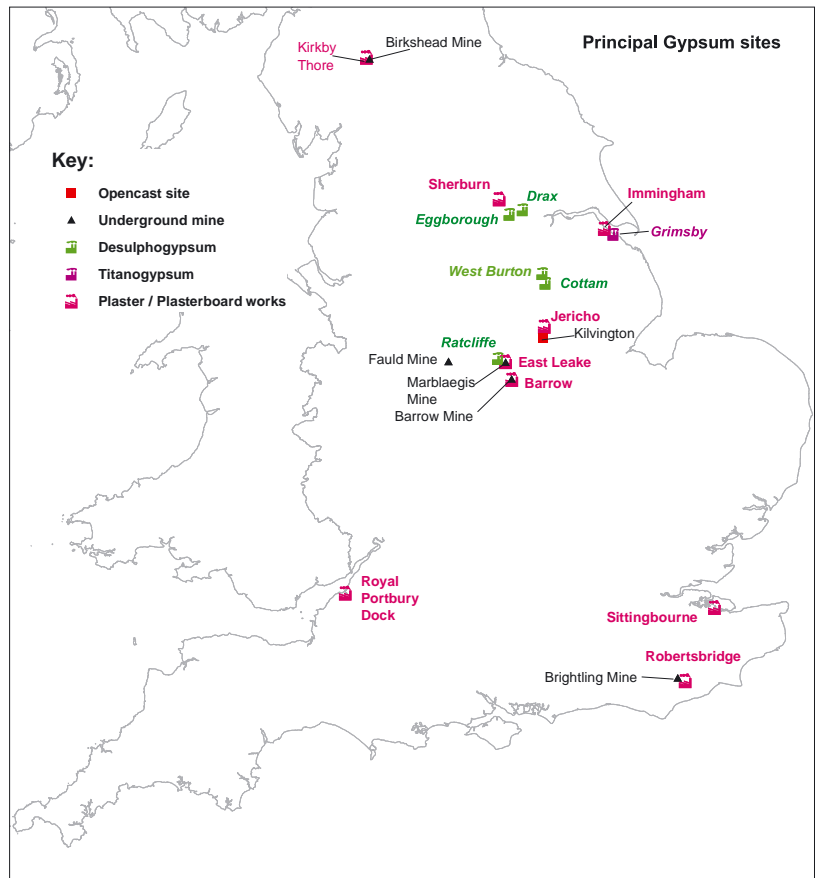 Principal Gypsum sites
Kirkby
Thore
Birkshead Mine
Key:
Opencast site
Underground mine
Desulphogypsum
Titanogypsum
Plaster / Plasterboard works
Sherburn
Drax
Eggborough
Immingham
Grimsby
West Burton
Cottam
Jericho
Kilvington
Ratcliffe
Fauld Mine
East Leake
Marblaegis
Mine
Barrow
Barrow Mine
Royal
Portbury
Dock
Sittingbourne
Robertsbridge
Brightling Mine